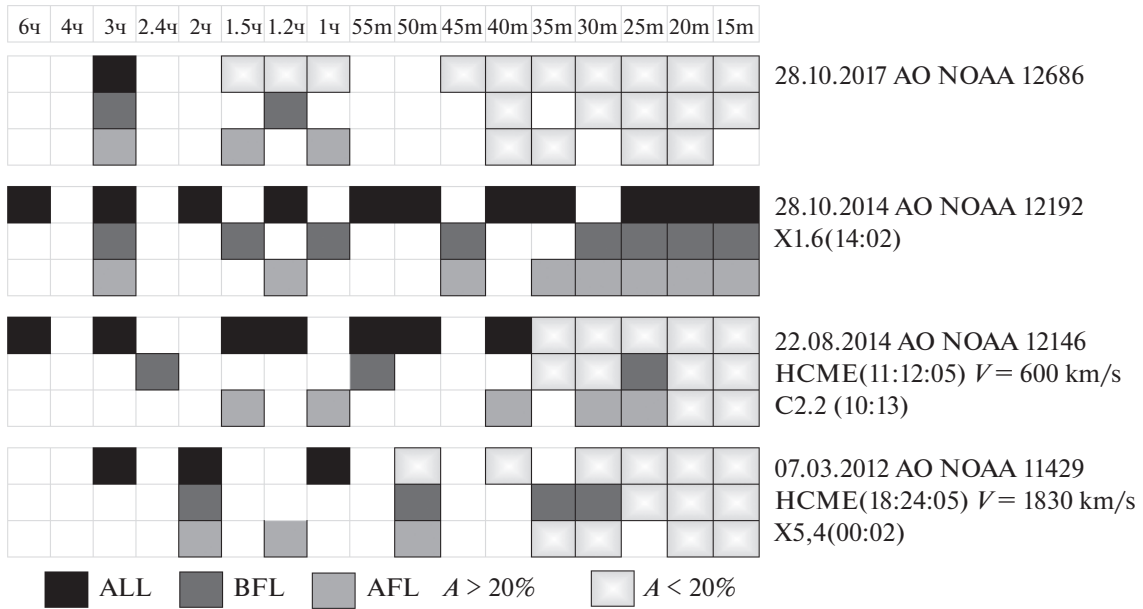 6ч 4ч 3ч 2.4ч 2ч 1.5ч 1.2ч 1ч 55m 50m 45m 40m 35m 30m 25m 20m 15m
28.10.2017 AO NOAA 12686
28.10.2014 AO NOAA 12192
X1.6(14:02)
22.08.2014 AO NOAA 12146
HCME(11:12:05) V = 600 km/s
C2.2 (10:13)
07.03.2012 AO NOAA 11429
HCME(18:24:05) V = 1830 km/s
X5,4(00:02)
ALL BFL AFL A > 20% A < 20%